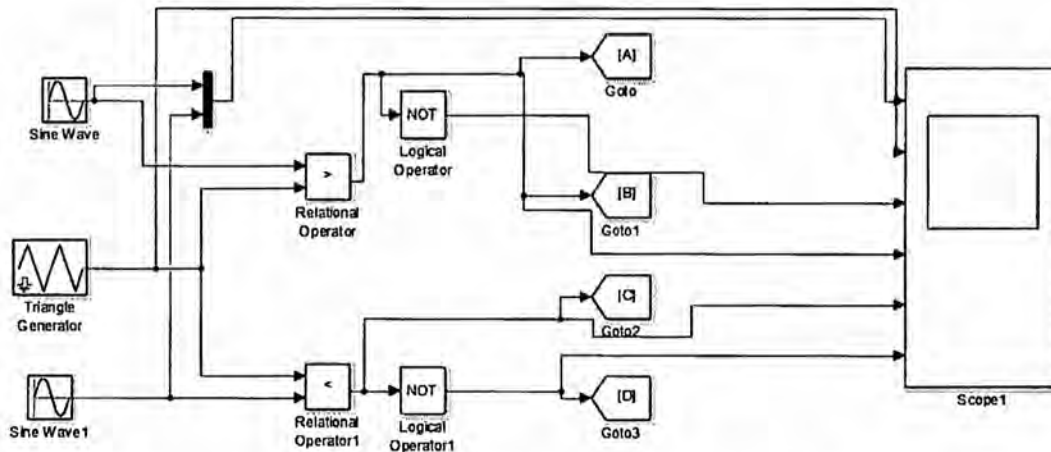 [A]
Goto
Sine Wave
NOT
Logical
Operator
>
Relational
Operator
[B]
Goto1
Triangle
Generator
[C]
Goto2
<
Relational
Operator1
NOT
Logical
Operator1
[D]
Goto3
Sine Wave1
Scope1